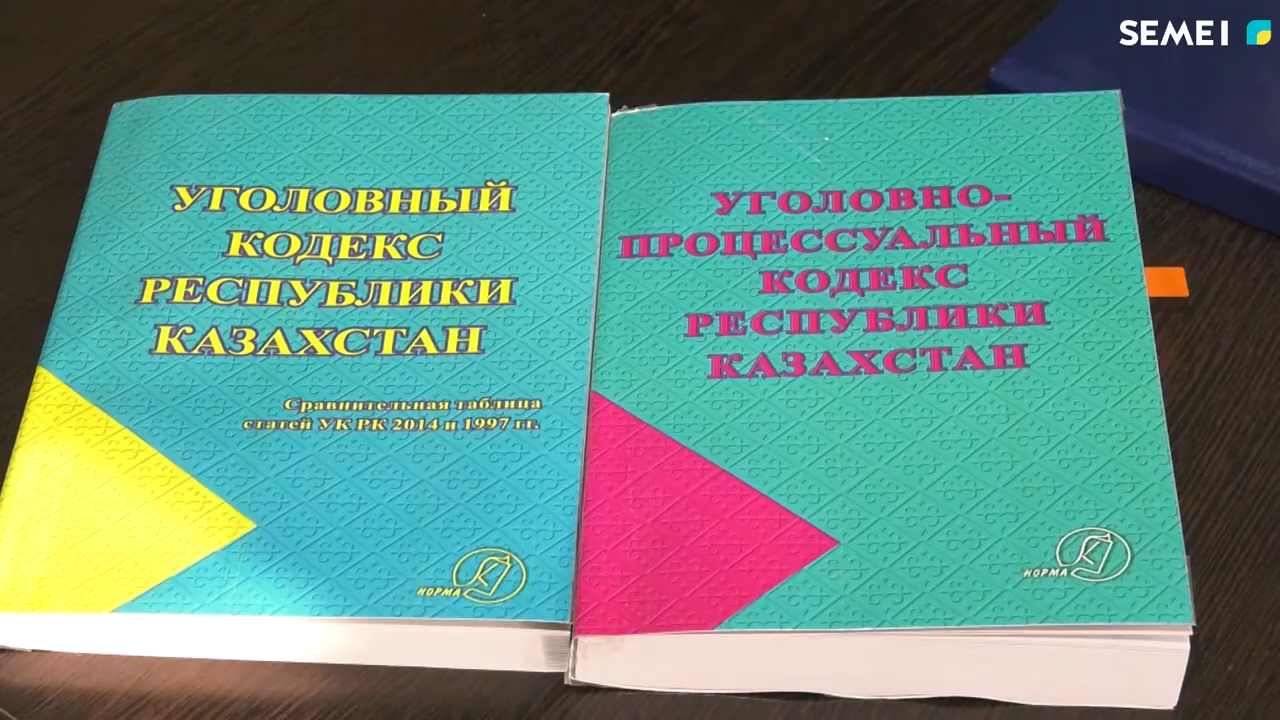 SEMEI
УГОЛОВНЫЙ
КОДЕКС
РЕСПУБЛИКИ
КАЗАХСТАН
Сравнительная таблица
статей УК РК 2014 и 1997 гг.
НОРМА
УГОЛОВНО-
ПРОЦЕССУАЛЬНЫЙ
КОДЕКС
РЕСПУБЛИКИ
КАЗАХСТАН
НОРМА